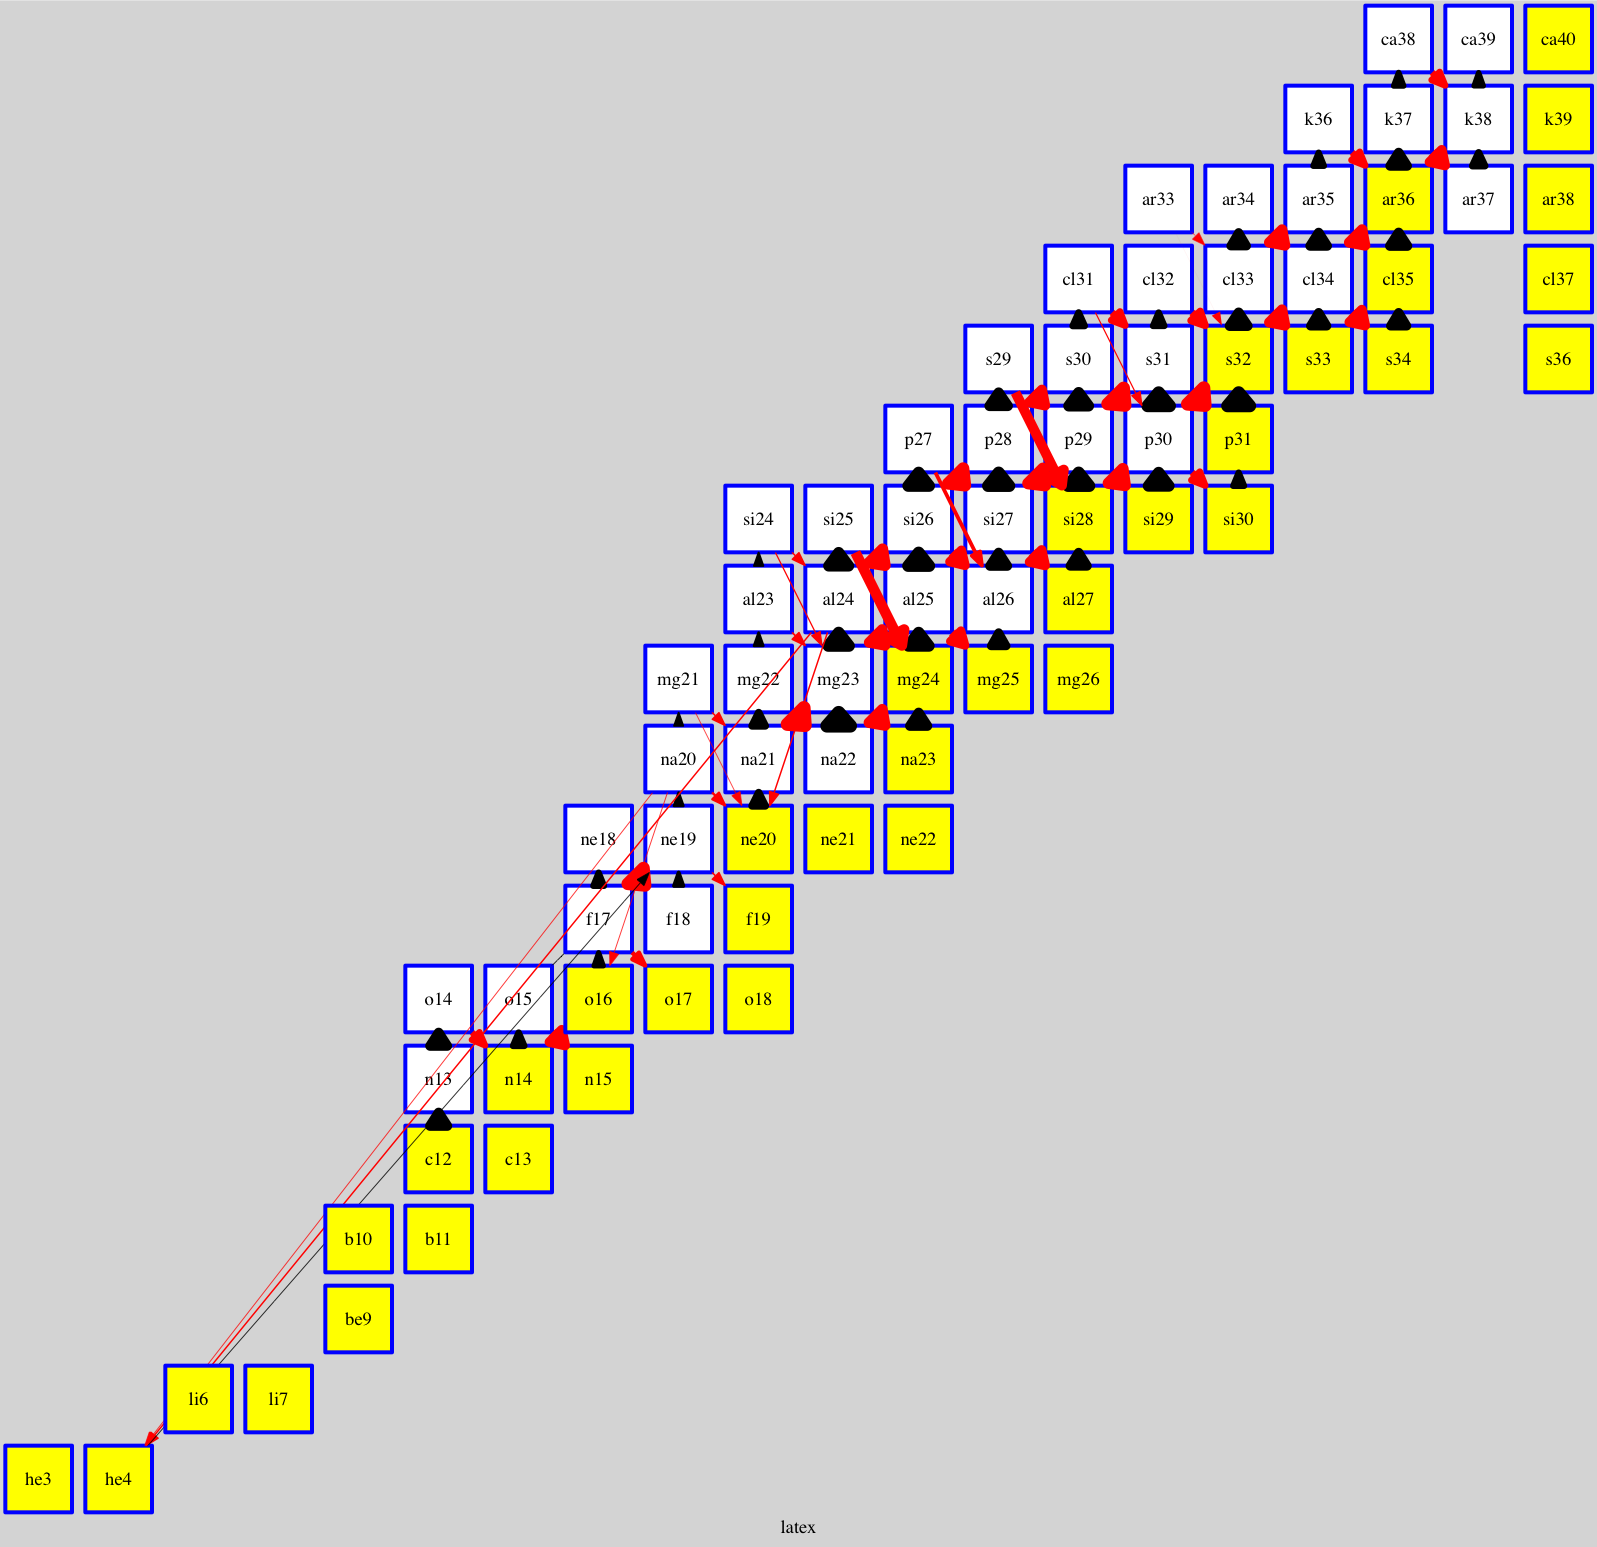 ca38 ca39 ca40
k36 k37 k38 k39
ar33 ar34 ar35 ar36 ar37 ar38
cl31 cl32 cl33 cl34 cl35 cl37
s29 s30 s31 s32 s33 s34 s36
p27 p28 p29 p30 p31
si24 si25 si26 si27 si28 si29 si30
al23 al24 al25 al26 al27
mg21 mg22 mg23 mg24 mg25 mg26
na20 na21 na22 na23
ne18 ne19 ne20 ne21 ne22
f17 f18 f19
o14 o15 o16 o17 o18
n13 n14 n15
c12 c13
b10 b11
be9
li6 li7
he3 he4
latex